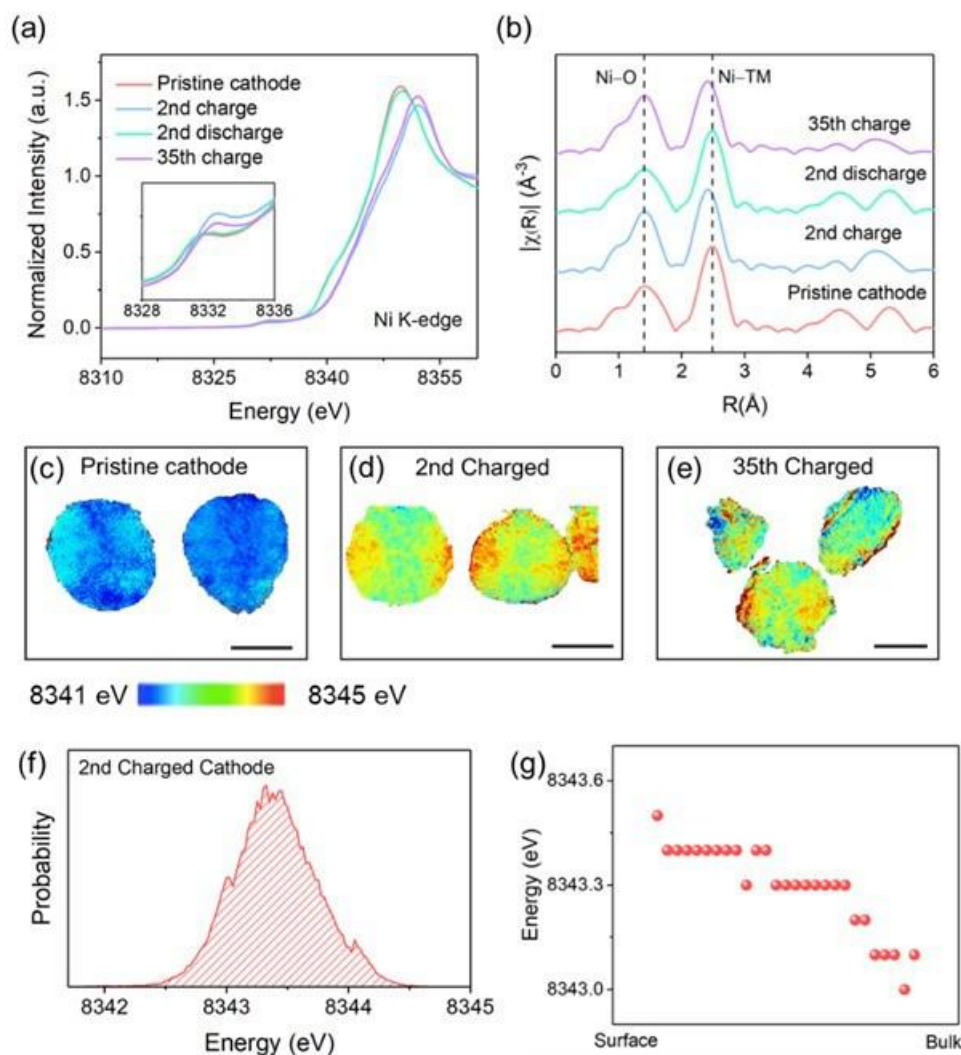 (a)
Normalized Intensity (a.u.)
1.5
1.0
0.5
0.0
Pristine cathode
2nd charge
2nd discharge
35th charge
8328 8332 8336
Ni K-edge
8310 8325 8340 8355
Energy (eV)
(b)
|χ(R)| (Å⁻³)
Ni–O
Ni–TM
35th charge
2nd discharge
2nd charge
Pristine cathode
0 1 2 3 4 5 6
R(Å)
(c) Pristine cathode
(d) 2nd Charged
(e) 35th Charged
8341 eV 8345 eV
(f)
2nd Charged Cathode
Probability
8342 8343 8344 8345
Energy (eV)
(g)
Energy (eV)
8343.6
8343.3
8343.0
Surface Bulk